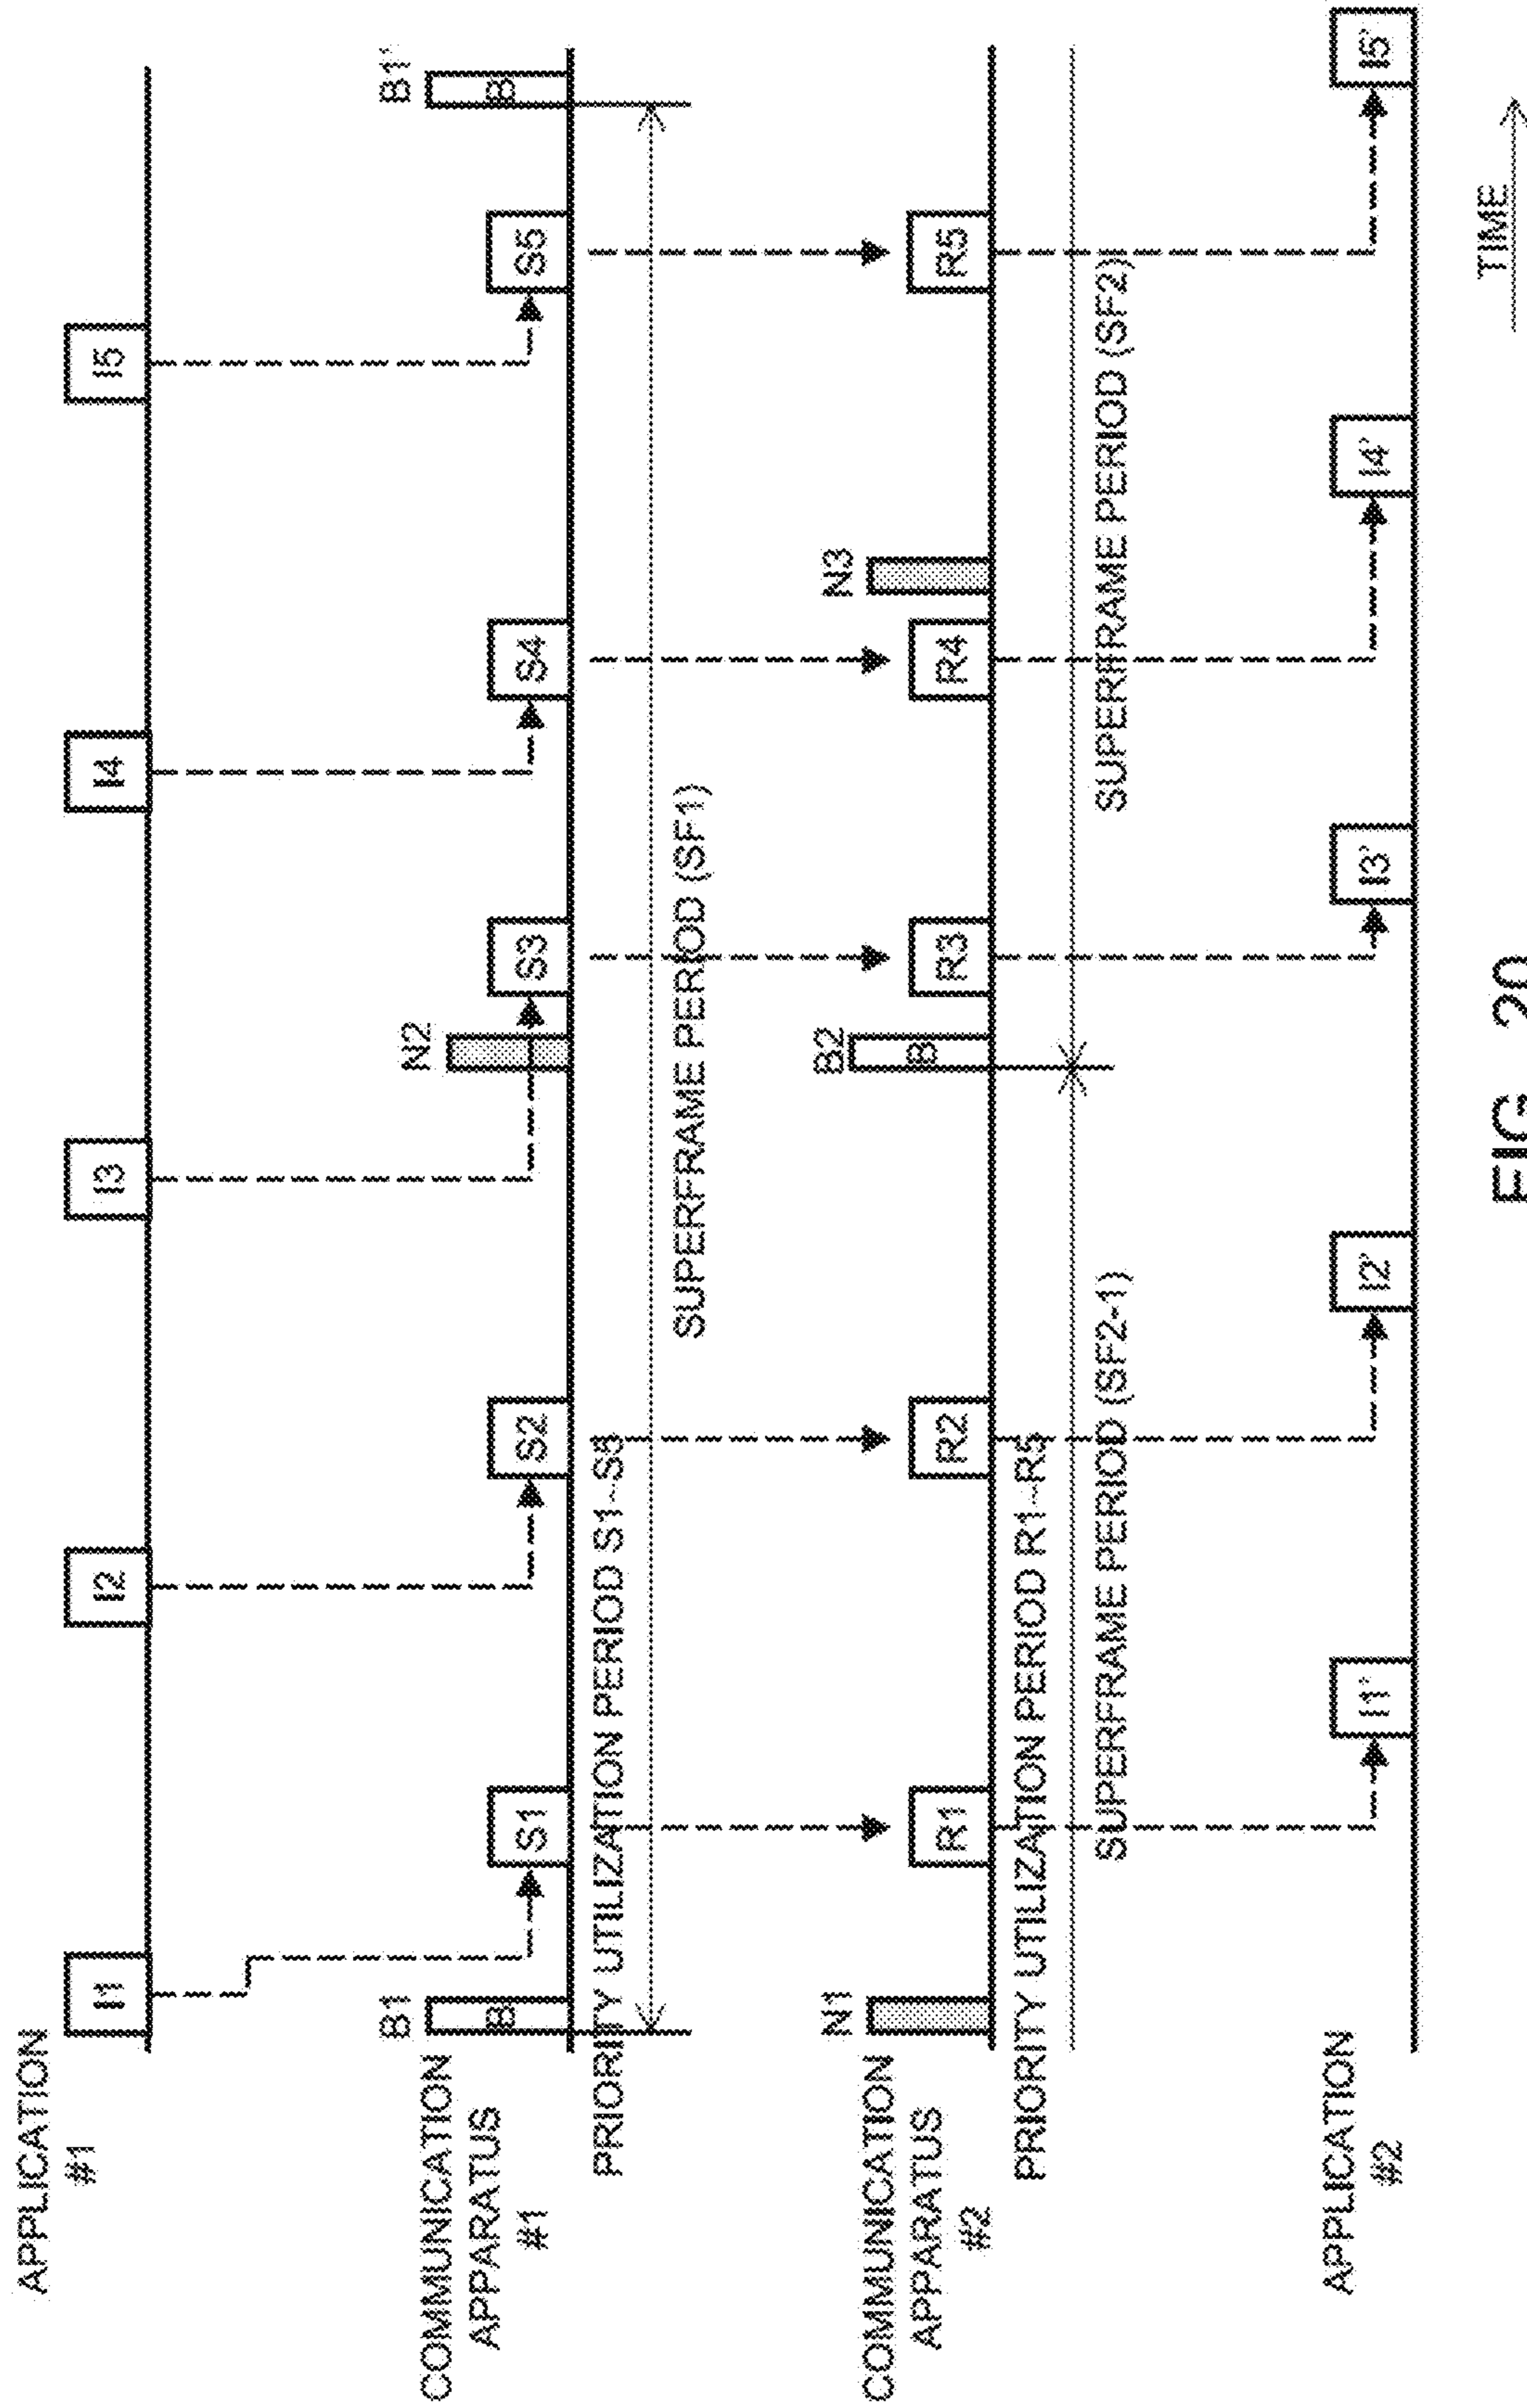 APPLICATION
#1
I1
I2
I3
I4
I5
COMMUNICATION
APPARATUS
#1
B1
B
S1
S2
N2
S3
S4
S5
B1'
B
PRIORITY UTILIZATION PERIOD S1--S5
SUPERFRAME PERIOD (SF1)
COMMUNICATION
APPARATUS
#2
N1
R1
R2
B2
B
R3
R4
N3
R5
PRIORITY UTILIZATION PERIOD R1--R5
SUPERFRAME PERIOD (SF2-1)
SUPERFRAME PERIOD (SF2)
APPLICATION
#2
I1'
I2'
I3'
I4'
I5'
TIME
FIG. 20